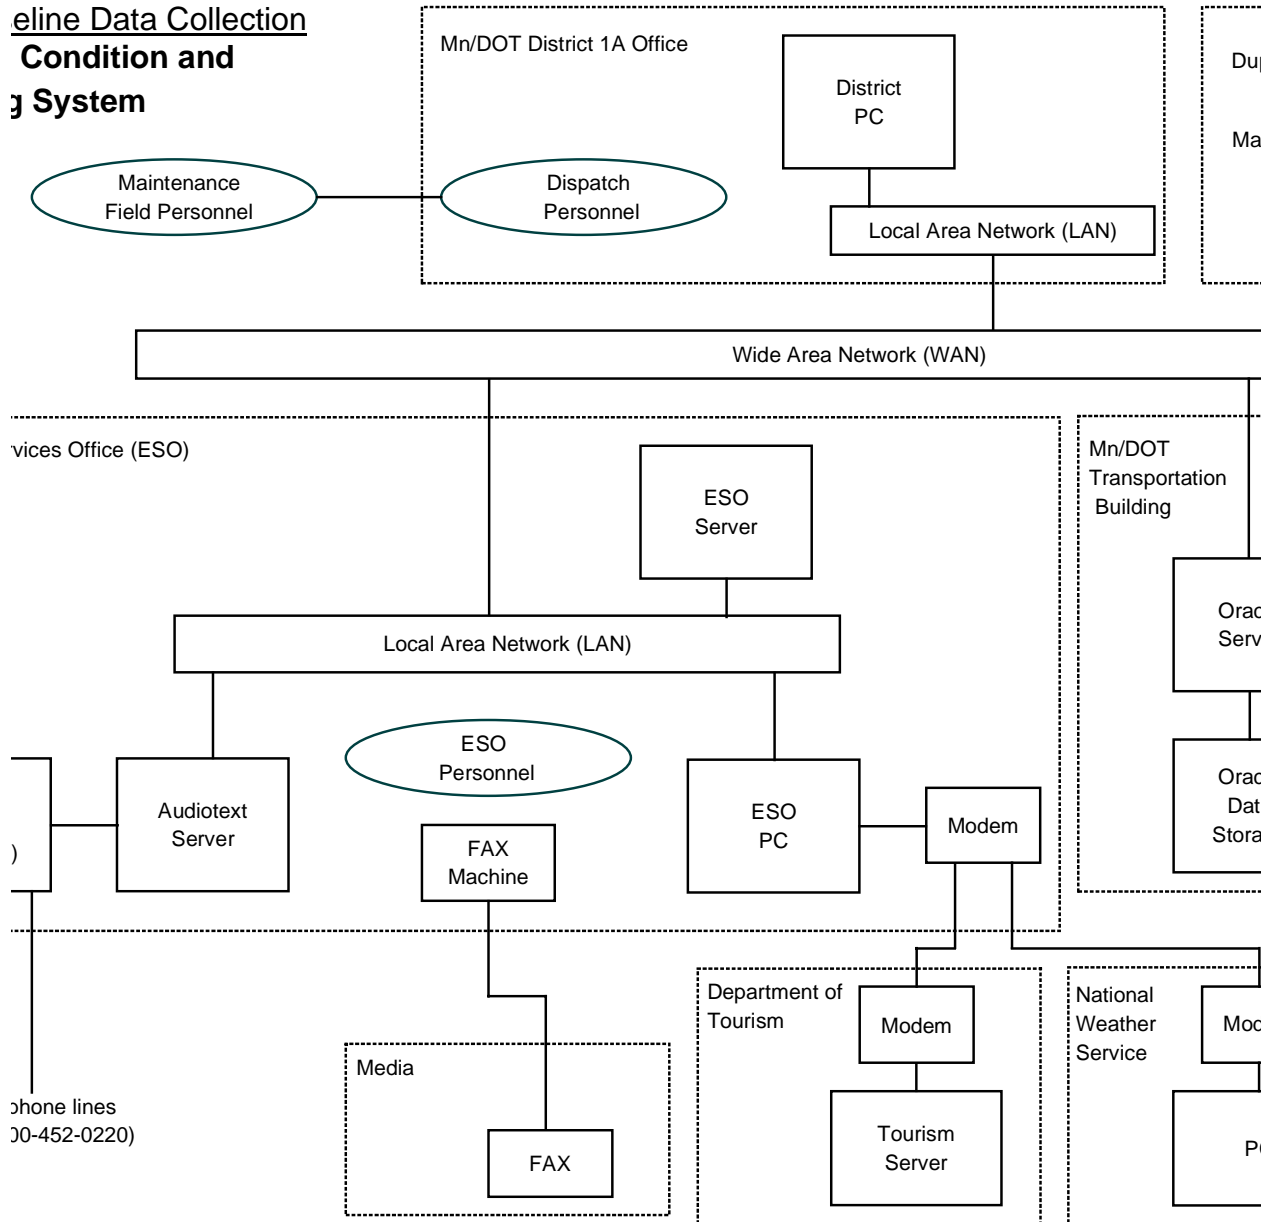 eline Data Collection
Condition and
g System
Mn/DOT District 1A Office
District
PC
Maintenance
Field Personnel
Dispatch
Personnel
Local Area Network (LAN)
Wide Area Network (WAN)
vices Office (ESO)
ESO
Server
Mn/DOT
Transportation
Building
Local Area Network (LAN)
ESO
Personnel
Audiotext
Server
)
FAX
Machine
ESO
PC
Modem
Department of
Tourism
Modem
National
Weather
Service
Media
phone lines
00-452-0220)
FAX
Tourism
Server